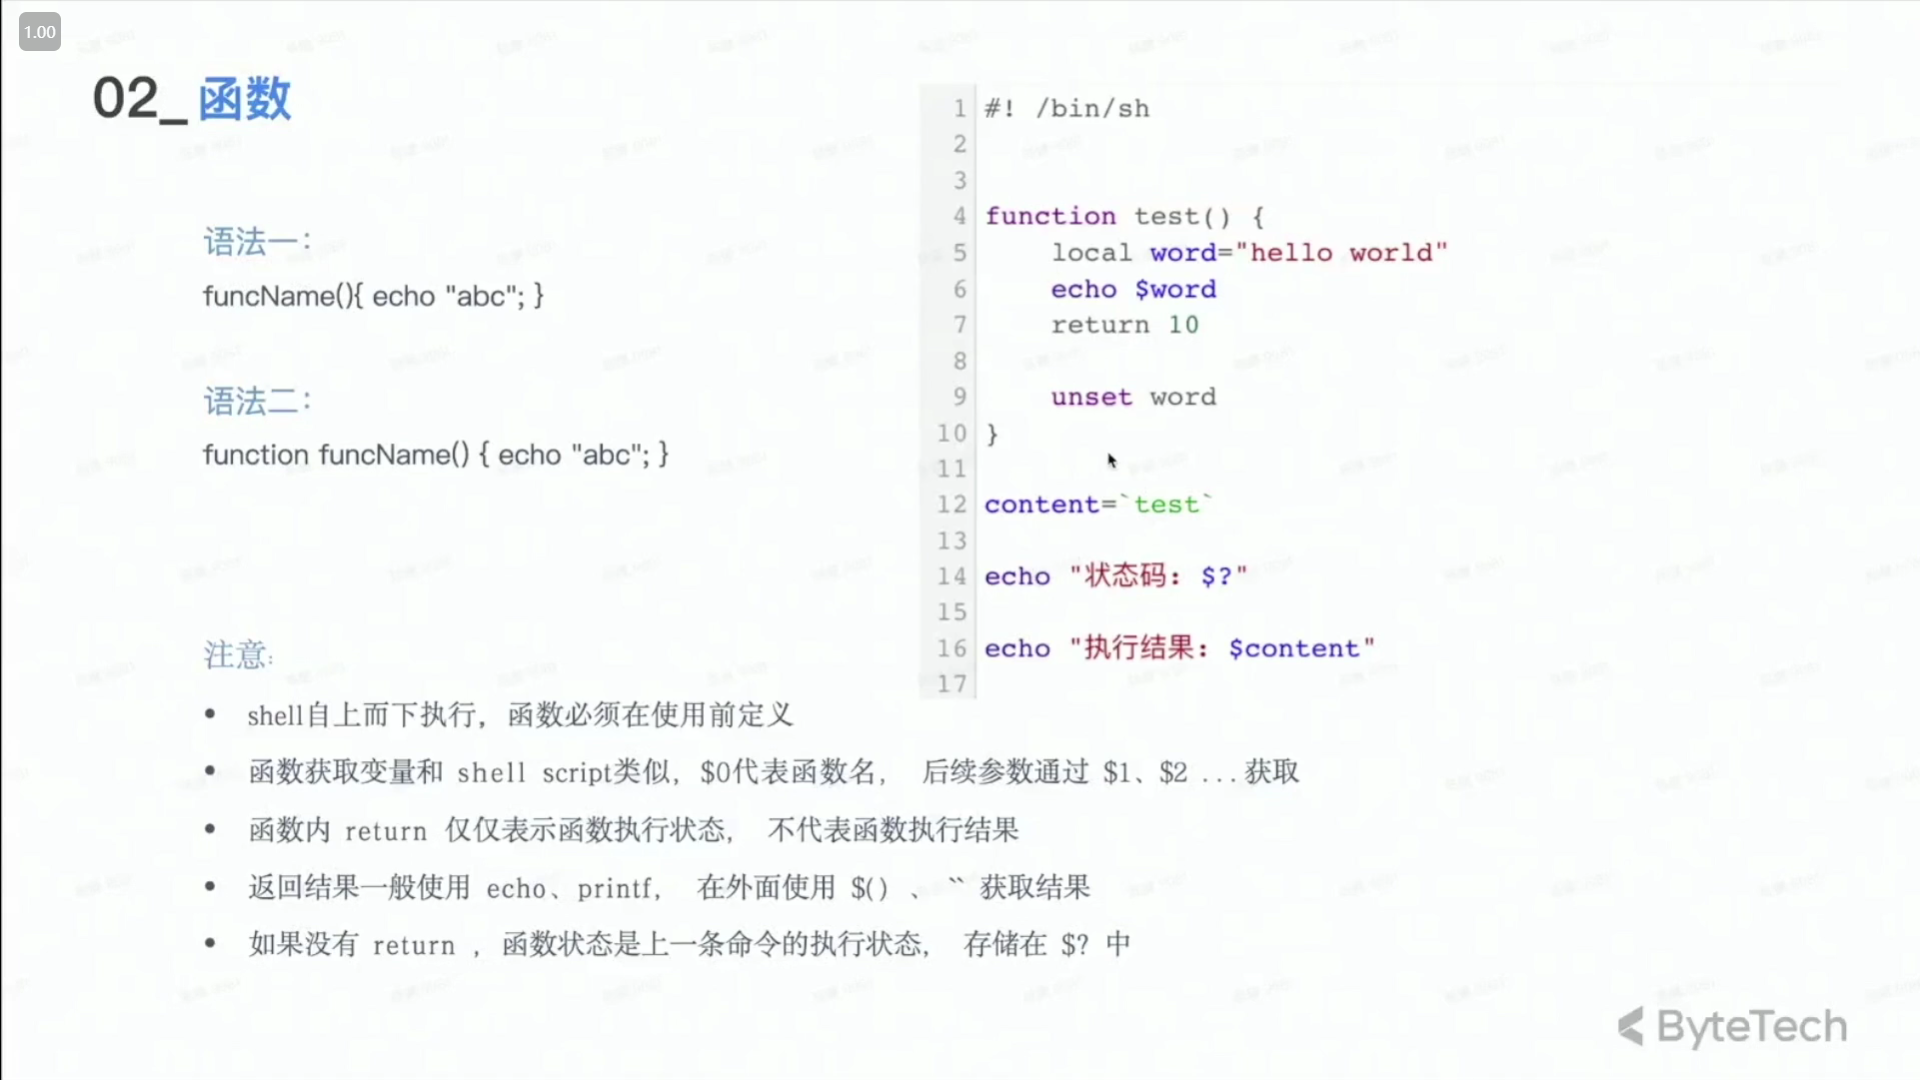 1.00
02_函数
语法一：
funcName(){ echo "abc"; }
语法二：
function funcName() { echo "abc"; }
1 #! /bin/sh
2
3
4 function test() {
5     local word="hello world"
6     echo $word
7     return 10
8
9     unset word
10 }
11
12 content=`test`
13
14 echo "状态码: $?"
15
16 echo "执行结果: $content"
17
注意:
• shell自上而下执行，函数必须在使用前定义
• 函数获取变量和 shell script类似，$0代表函数名， 后续参数通过 $1、$2 ...获取
• 函数内 return 仅仅表示函数执行状态， 不代表函数执行结果
• 返回结果一般使用 echo、printf， 在外面使用 $() 、`` 获取结果
• 如果没有 return ，函数状态是上一条命令的执行状态， 存储在 $? 中
ByteTech